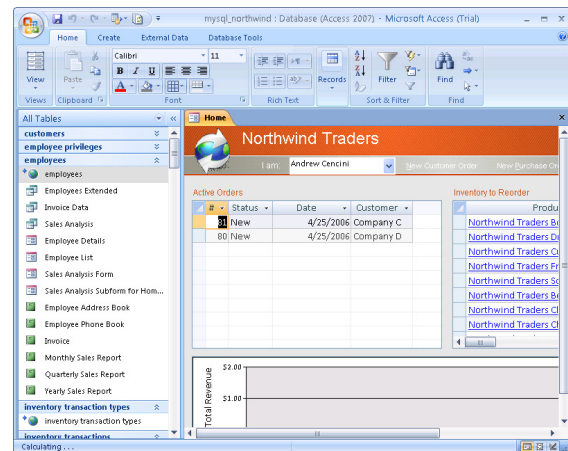 mysql_northwind : Database (Access 2007) - Microsoft Access (Trial)
Home Create External Data Database Tools
View Paste Calibri 11 Records Filter Find
B I U
Views Clipboard Font Rich Text Sort & Filter Find
All Tables
customers
employee privileges
employees
employees
Employees Extended
Invoice Data
Sales Analysis
Employee Details
Employee List
Sales Analysis Form
Sales Analysis Subform for Hom...
Employee Address Book
Employee Phone Book
Invoice
Monthly Sales Report
Quarterly Sales Report
Yearly Sales Report
inventory transaction types
inventory transaction types
inventory transactions
Home
Northwind Traders
I am: Andrew Cencini New Customer Order New Purchase Or
Active Orders
# Status Date Customer
81 New 4/25/2006 Company C
80 New 4/25/2006 Company D
Inventory to Reorder
Produ
Northwind Traders Be
Northwind Traders Dr
Northwind Traders Cu
Northwind Traders Fr
Northwind Traders Sc
Northwind Traders Be
Northwind Traders Cl
Northwind Traders Ch
Total Revenue
$1.00
Calculating . . .